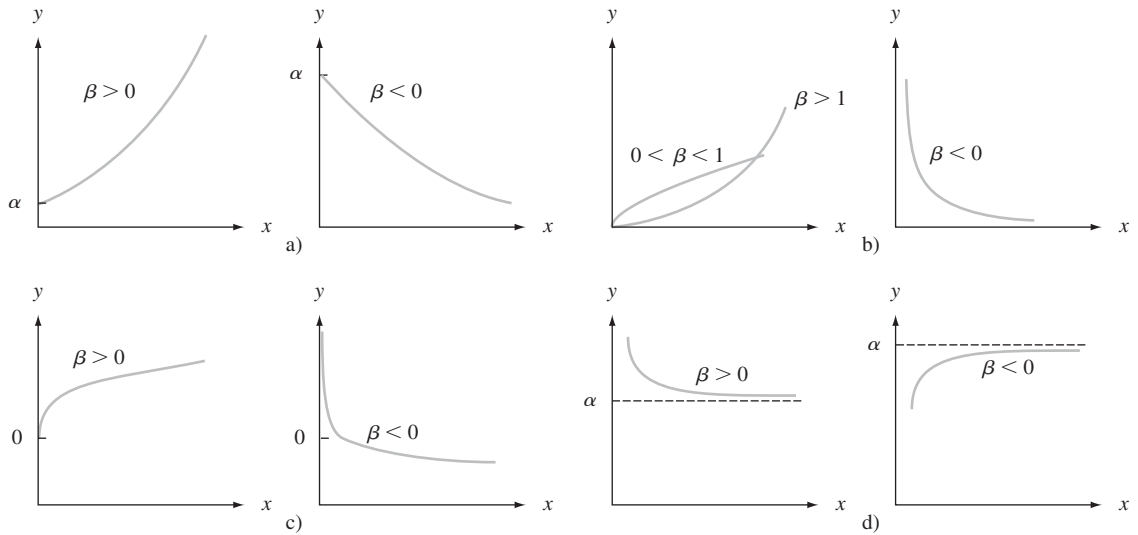 y y y y
β > 0
α
x
α
β < 0
x
a)
0 < β < 1
β > 1
x
b)
β < 0
x
y y y y
β > 0
0
x
0
β < 0
x
c)
β > 0
α
x
d)
α
β < 0
x